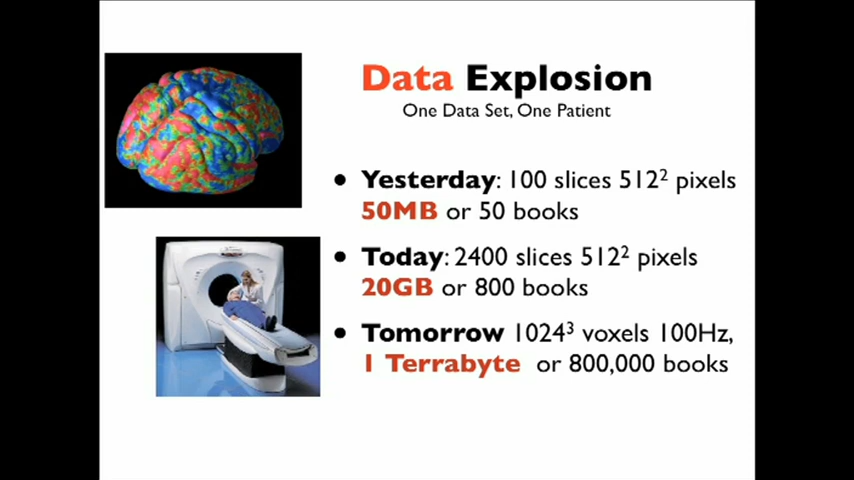 Data Explosion
One Data Set, One Patient
• Yesterday: 100 slices 512² pixels
50MB or 50 books
• Today: 2400 slices 512² pixels
20GB or 800 books
• Tomorrow 1024³ voxels 100Hz,
1 Terrabyte or 800,000 books